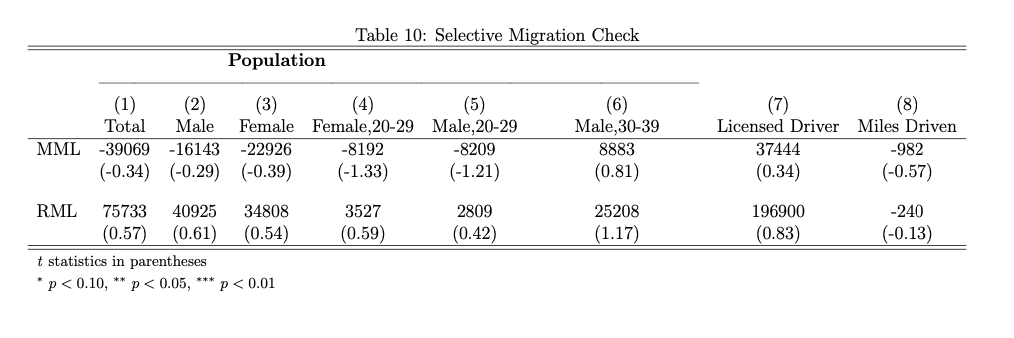 Table 10: Selective Migration Check
Population
(1) (2) (3) (4) (5) (6) (7) (8)
Total Male Female Female,20-29 Male,20-29 Male,30-39 Licensed Driver Miles Driven
MML -39069 -16143 -22926 -8192 -8209 8883 37444 -982
(-0.34) (-0.29) (-0.39) (-1.33) (-1.21) (0.81) (0.34) (-0.57)
RML 75733 40925 34808 3527 2809 25208 196900 -240
(0.57) (0.61) (0.54) (0.59) (0.42) (1.17) (0.83) (-0.13)
t statistics in parentheses
* p < 0.10, ** p < 0.05, *** p < 0.01